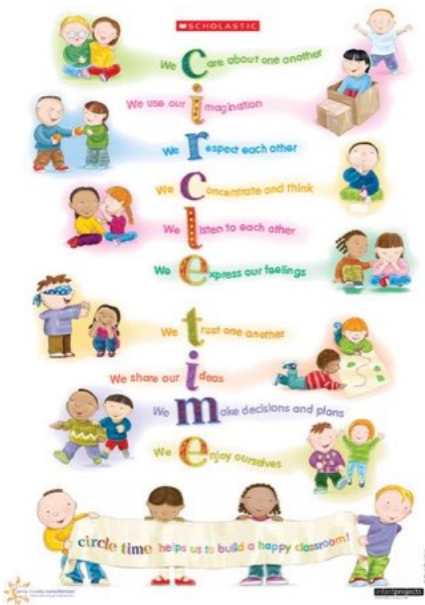 SCHOLASTIC
We care about one another
We use our imagination
We respect each other
We concentrate and think
We listen to each other
We express our feelings
We trust one another
We share our ideas
We make decisions and plans
We enjoy ourselves
circle time helps us to build a happy classroom!
infantprojects